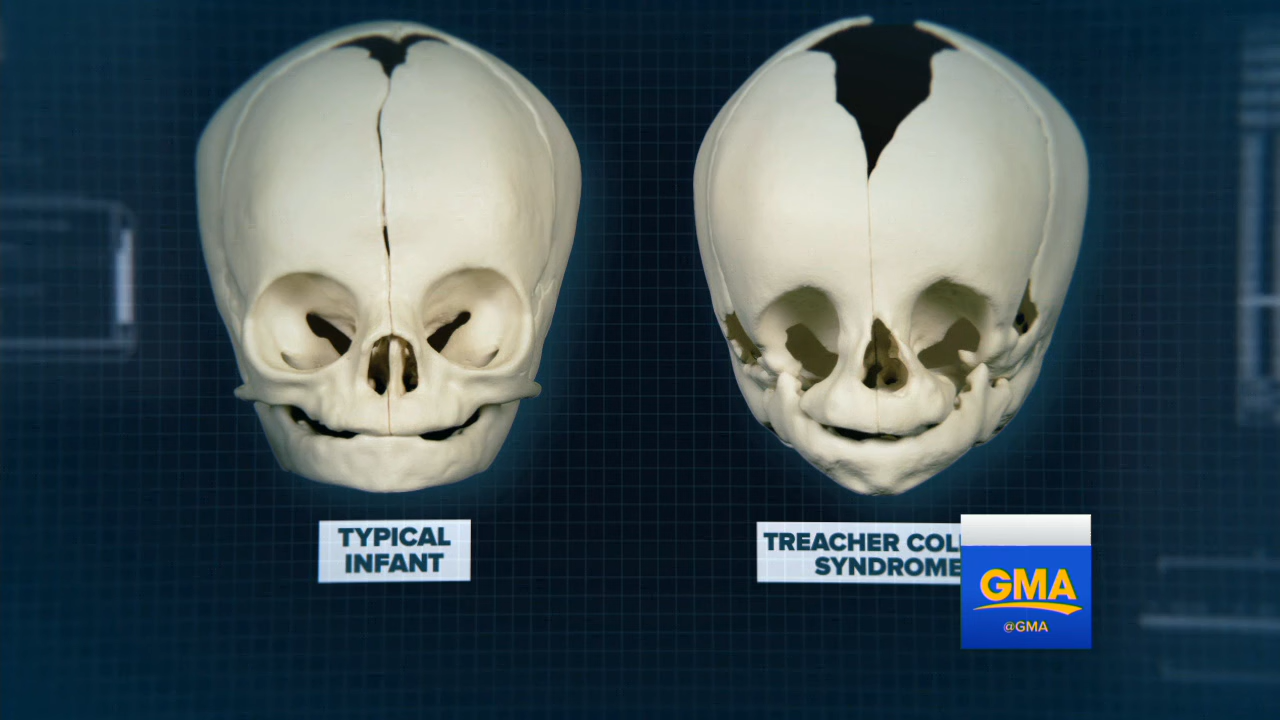 TYPICAL
INFANT
TREACHER COL
SYNDROME
GMA
@GMA